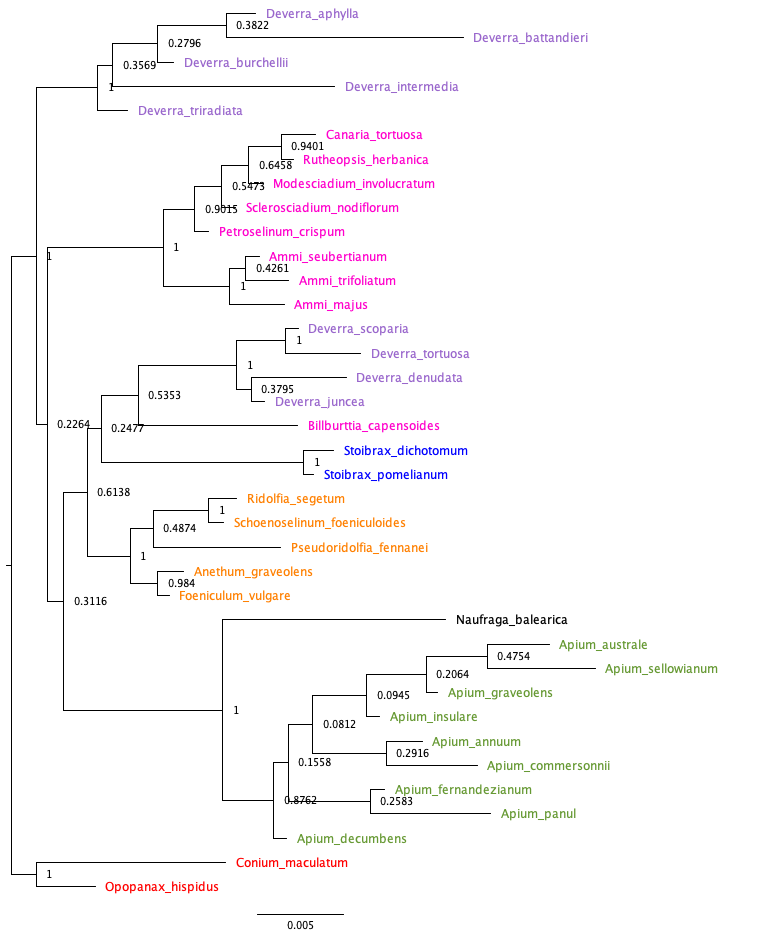 Deverra_aphylla
0.3822
Deverra_battandieri
0.2796
Deverra_burchellii
0.3569
Deverra_intermedia
1
Deverra_triradiata
Canaria_tortuosa
0.9401
Rutheopsis_herbanica
0.6458
Modesciadium_involucratum
0.5473
Sclerosciadium_nodiflorum
0.9015
Petroselinum_crispum
1
1
Ammi_seubertianum
0.4261
Ammi_trifoliatum
1
Ammi_majus
Deverra_scoparia
1
Deverra_tortuosa
1
Deverra_denudata
0.3795
Deverra_juncea
0.5353
Billburttia_capensoides
0.2264
0.2477
Stoibrax_dichotomum
1
Stoibrax_pomelianum
0.6138
Ridolfia_segetum
1
Schoenoselinum_foeniculoides
0.4874
Pseudoridolfia_fennanei
1
Anethum_graveolens
0.984
Foeniculum_vulgare
0.3116
Naufraga_balearica
Apium_australe
0.4754
Apium_sellowianum
0.2064
Apium_graveolens
0.0945
Apium_insulare
1
0.0812
Apium_annuum
0.2916
Apium_commersonnii
0.1558
Apium_fernandezianum
0.8762
0.2583
Apium_panul
Apium_decumbens
Conium_maculatum
1
Opopanax_hispidus
0.005